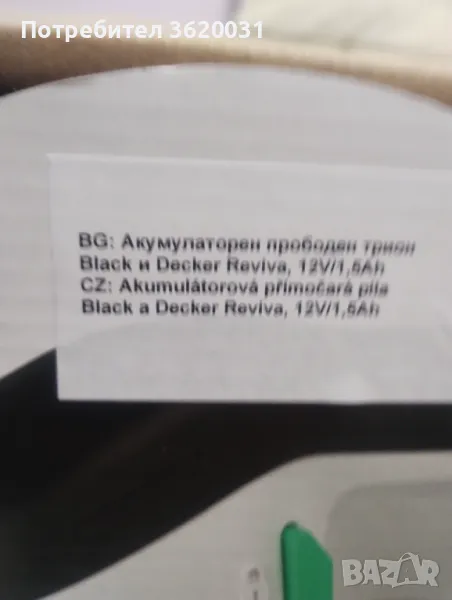 Потребител 3620031
BG: Акумулаторен прободен трион
Black и Decker Reviva, 12V/1,5Ah
CZ: Akumulátorová přímočará pila
Black a Decker Reviva, 12V/1,5Ah
BAZAR